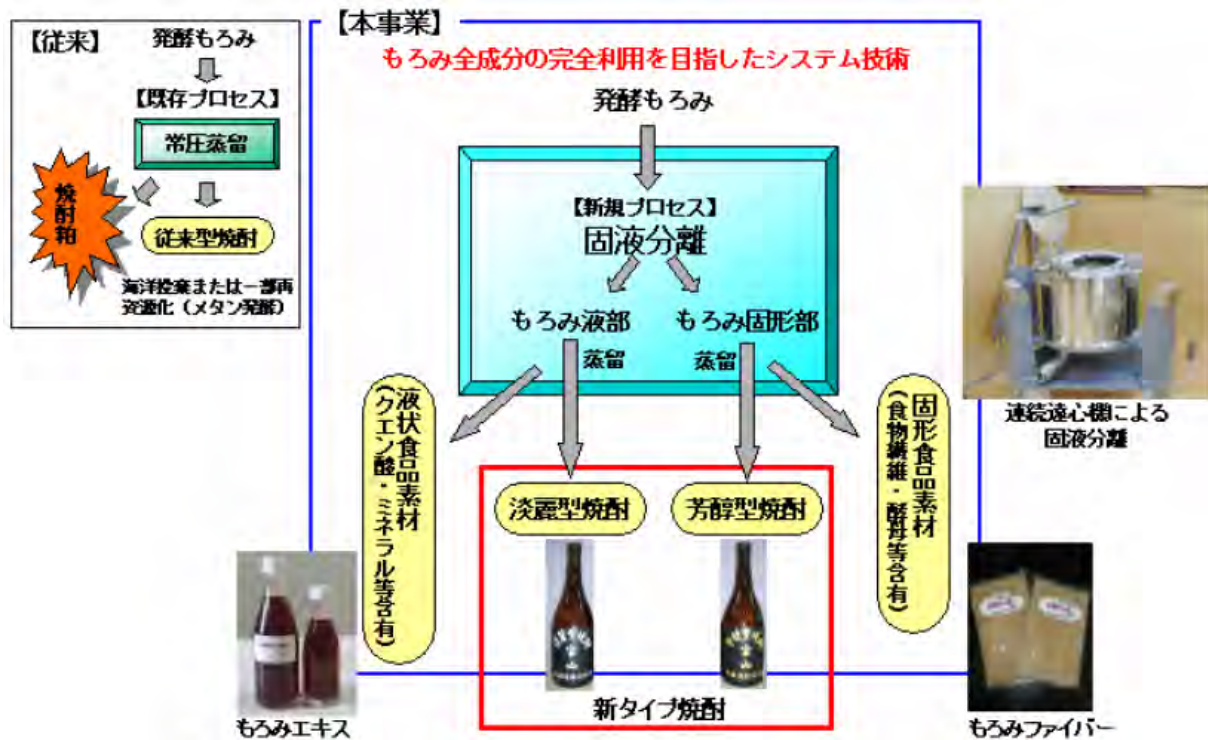 【従来】
発酵もろみ
【既存プロセス】
常圧蒸留
焼酎粕
従来型焼酎
海洋投棄または一部再
資源化（メタン発酵）
【本事業】
もろみ全成分の完全利用を目指したシステム技術
発酵もろみ
【新規プロセス】
固液分離
もろみ液部
もろみ固形部
蒸留
蒸留
液状食品素材
（クエン酸・ミネラル等含有）
固形食品素材
（食物繊維・酵母等含有）
淡麗型焼酎
芳醇型焼酎
新タイプ焼酎
連続遠心機による
固液分離
もろみエキス
もろみファイバー